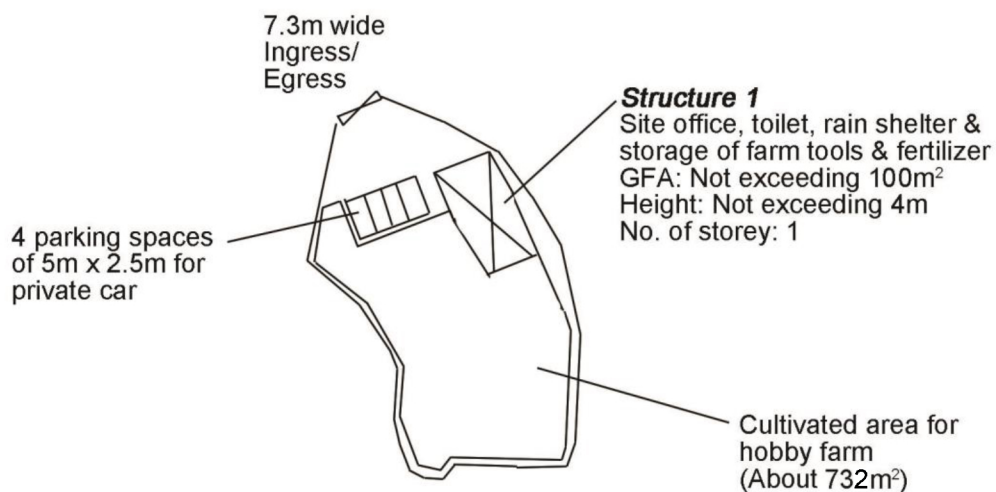 7.3m wide
Ingress/
Egress
Structure 1
Site office, toilet, rain shelter &
storage of farm tools & fertilizer
GFA: Not exceeding 100m²
Height: Not exceeding 4m
No. of storey: 1
4 parking spaces
of 5m x 2.5m for
private car
Cultivated area for
hobby farm
(About 732m²)